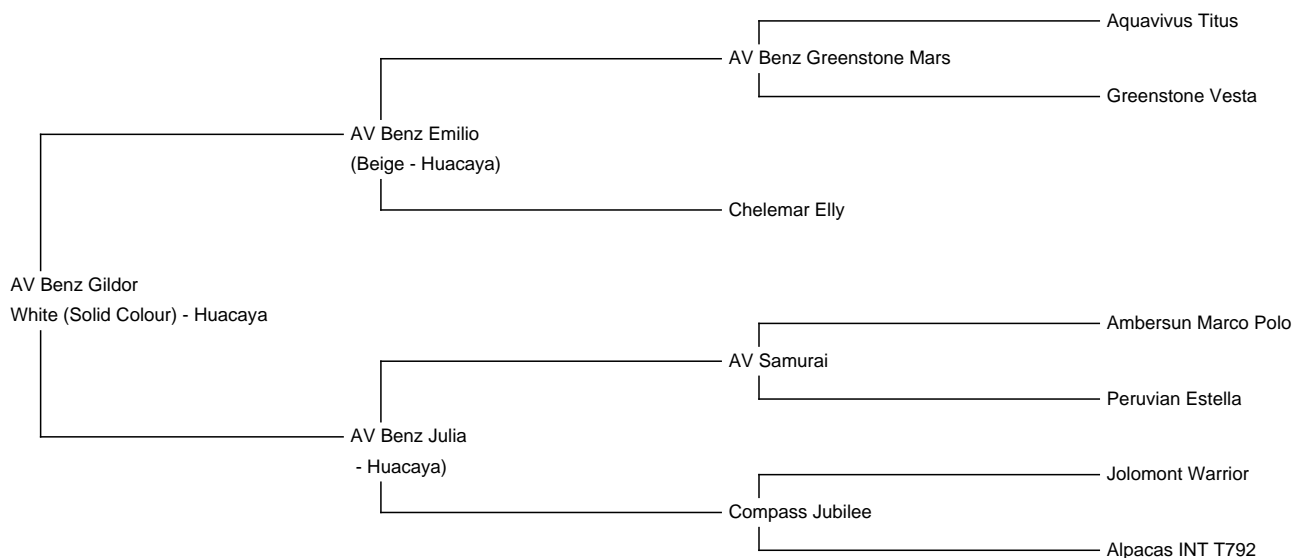 Aquavivus Titus
AV Benz Greenstone Mars
Greenstone Vesta
AV Benz Emilio
(Beige - Huacaya)
Chelemar Elly
AV Benz Gildor
White (Solid Colour) - Huacaya
Ambersun Marco Polo
AV Samurai
Peruvian Estella
AV Benz Julia
- Huacaya)
Jolomont Warrior
Compass Jubilee
Alpacas INT T792